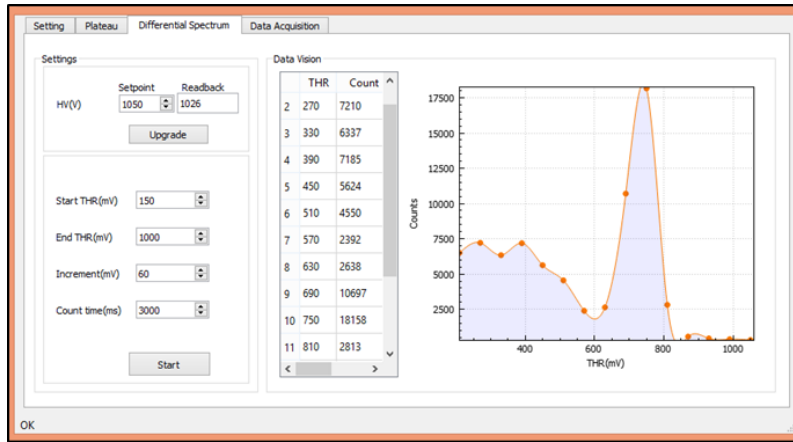 Setting Plateau Differential Spectrum Data Acquisition
Settings
Setpoint Readback
HV(V) 1050 1026
Upgrade
Start THR(mV) 150
End THR(mV) 1000
Increment(mV) 60
Count time(ms) 3000
Start
Data Vision
THR Count
2 270 7210
3 330 6337
4 390 7185
5 450 5624
6 510 4550
7 570 2392
8 630 2638
9 690 10697
10 750 18158
11 810 2813
17500
15000
12500
10000
7500
5000
2500
Counts
400 600 800 1000
THR(mV)
OK